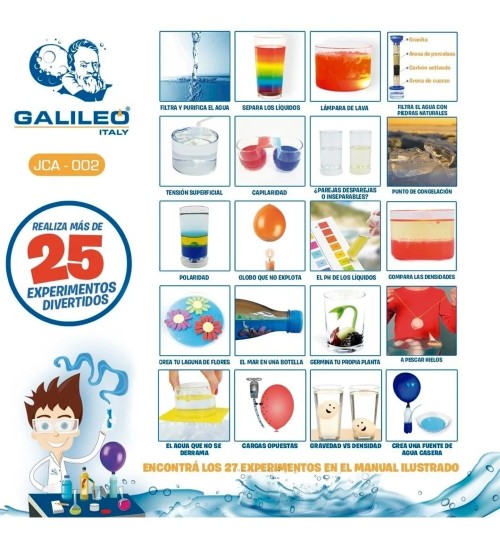 GALILEO
ITALY
JCA - 002
REALIZA MÁS DE
25
EXPERIMENTOS
DIVERTIDOS
FILTRA Y PURIFICA EL AGUA
SEPARA LOS LÍQUIDOS
LÁMPARA DE LAVA
Granito
Arena de porcelana
Carbón activado
Arena de cuarzo
FILTRA EL AGUA CON
PIEDRAS NATURALES
TENSIÓN SUPERFICIAL
CAPILARIDAD
¿PAREJAS DESPAREJAS
O INSEPARABLES?
PUNTO DE CONGELACIÓN
POLARIDAD
GLOBO QUE NO EXPLOTA
EL PH DE LOS LÍQUIDOS
COMPARA LAS DENSIDADES
CREA TU LAGUNA DE FLORES
EL MAR EN UNA BOTELLA
GERMINA TU PROPIA PLANTA
A PESCAR HIELOS
EL AGUA QUE NO SE
DERRAMA
CARGAS OPUESTAS
GRAVEDAD VS DENSIDAD
CREA UNA FUENTE DE
AGUA CASERA
ENCONTRÁ LOS 27 EXPERIMENTOS EN EL MANUAL ILUSTRADO